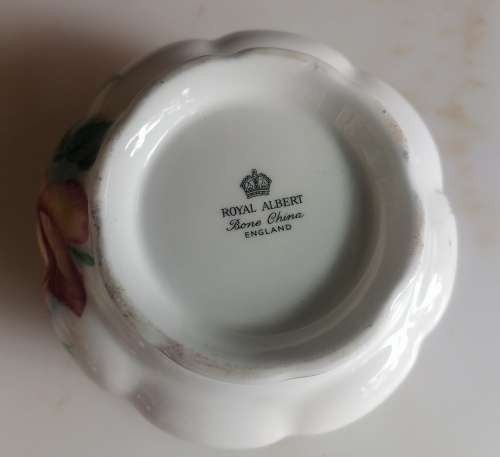 ROYAL ALBERT
Bone China
ENGLAND